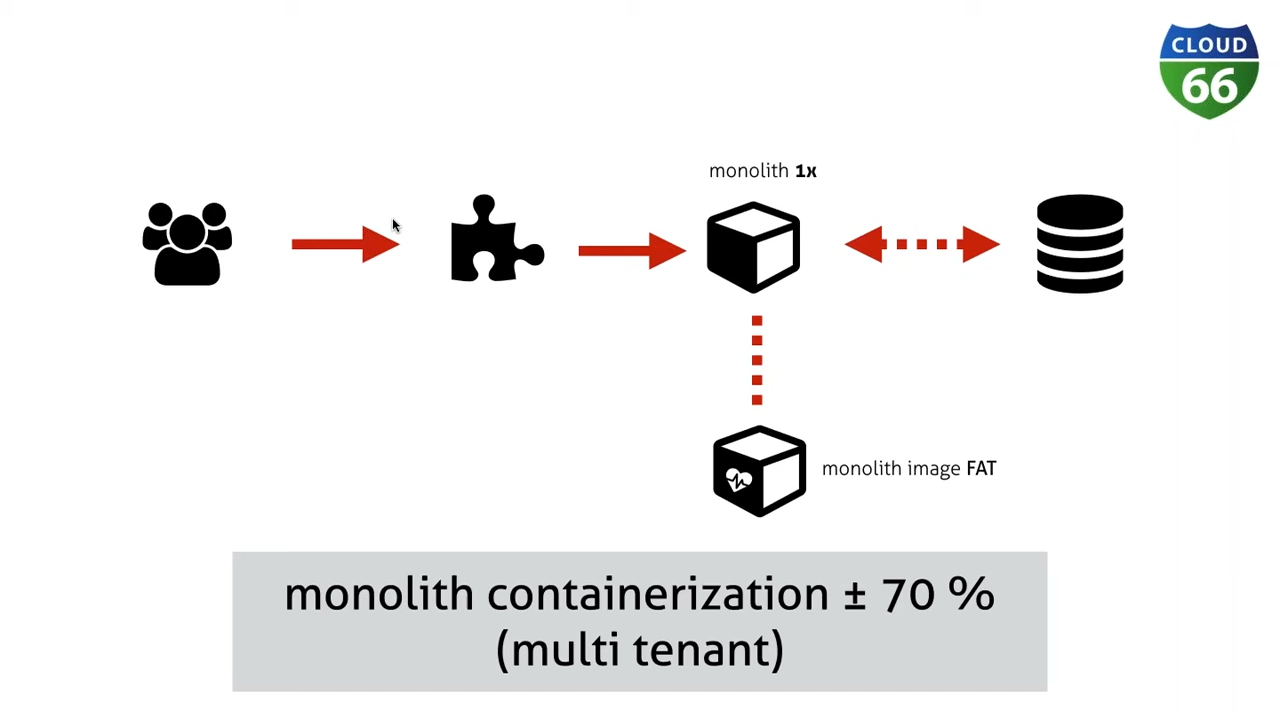 CLOUD
66
monolith 1x
monolith image FAT
monolith containerization ± 70 %
(multi tenant)